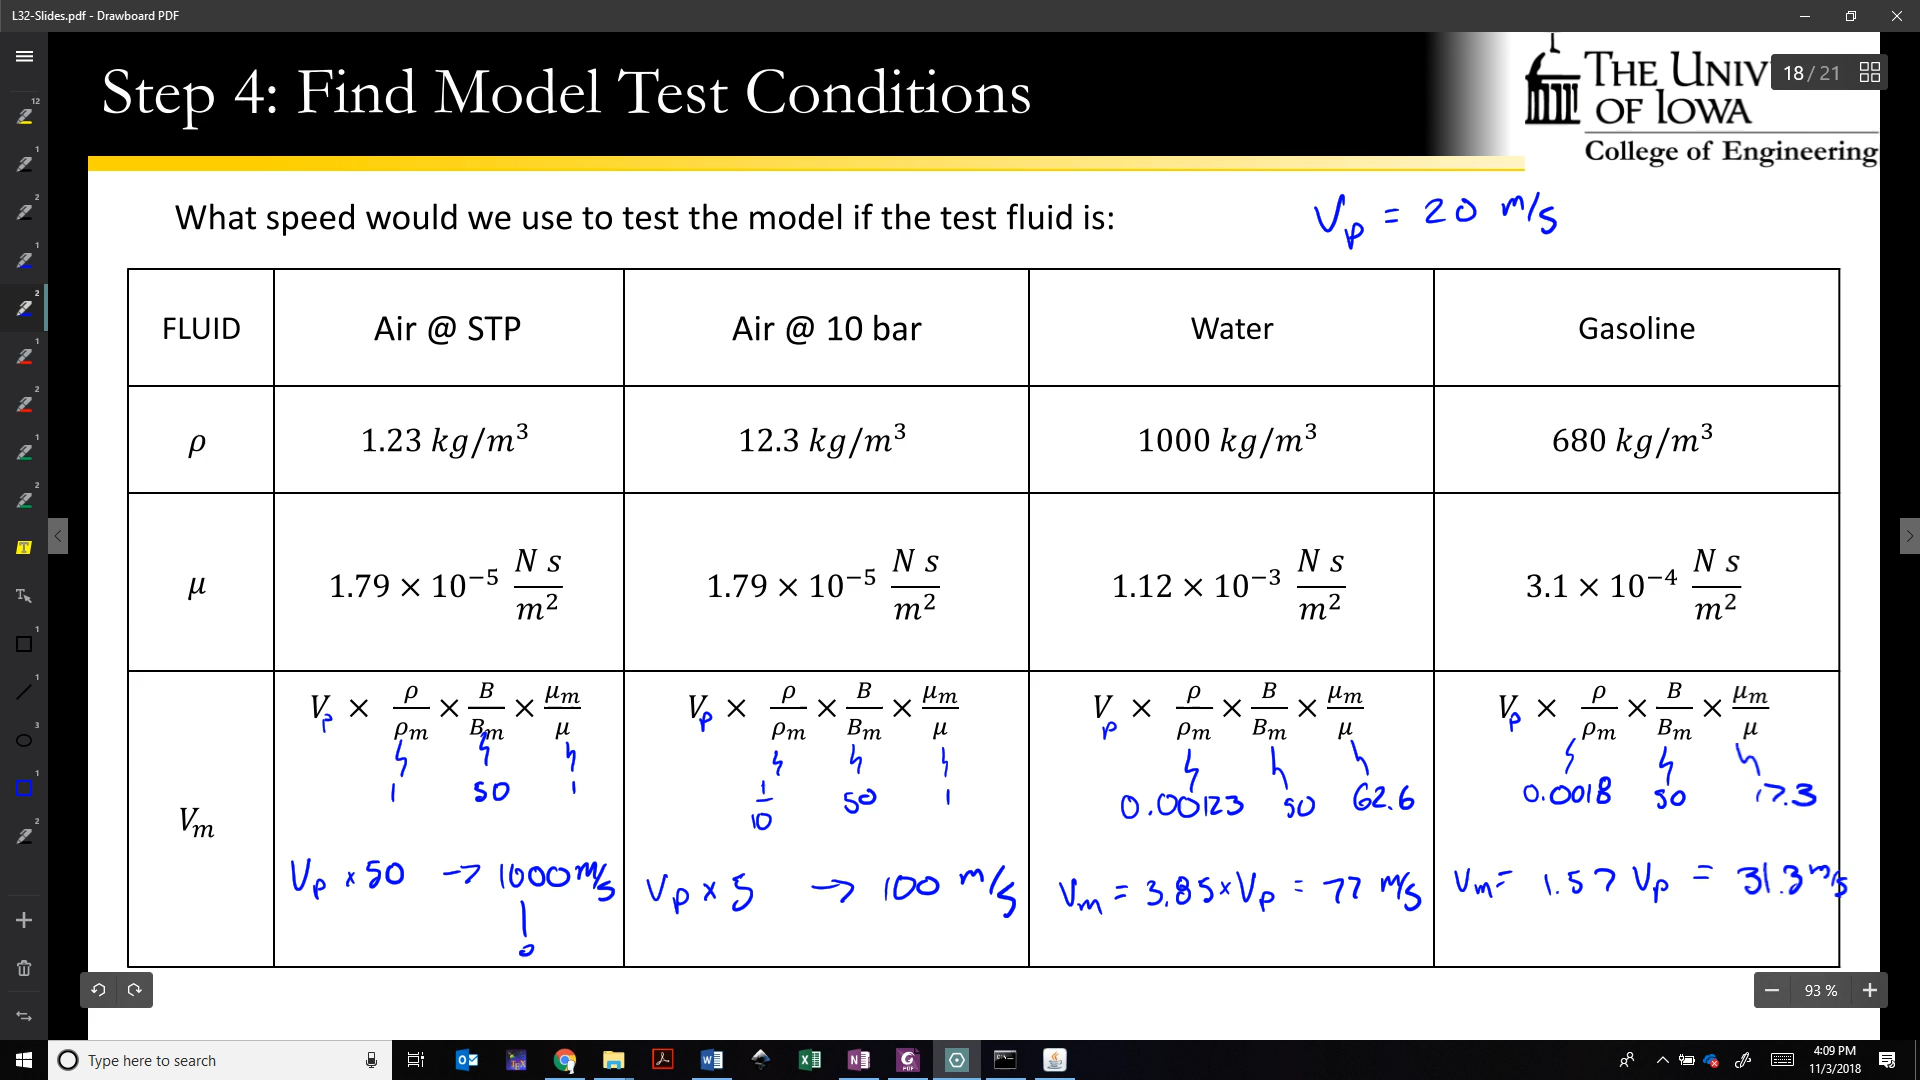 L32-Slides.pdf - Drawboard PDF
Step 4: Find Model Test Conditions
THE UNIV
OF IOWA
College of Engineering
18 / 21
What speed would we use to test the model if the test fluid is:
Vp = 20 m/s
FLUID Air @ STP Air @ 10 bar Water Gasoline
ρ 1.23 kg/m³ 12.3 kg/m³ 1000 kg/m³ 680 kg/m³
μ 1.79 × 10⁻⁵ N s/m² 1.79 × 10⁻⁵ N s/m² 1.12 × 10⁻³ N s/m² 3.1 × 10⁻⁴ N s/m²
Vm
Vp × ρ/ρm × B/Bm × μm/μ
1 50 1
Vp × 50 → 1000 m/s !
Vp × ρ/ρm × B/Bm × μm/μ
1/10 50 1
Vp × 5 → 100 m/s
Vp × ρ/ρm × B/Bm × μm/μ
0.00123 50 62.6
Vm = 3.85 × Vp = 77 m/s
Vp × ρ/ρm × B/Bm × μm/μ
0.0018 50 17.3
Vm = 1.57 Vp = 31.3 m/s
93 %
Type here to search
4:09 PM
11/3/2018